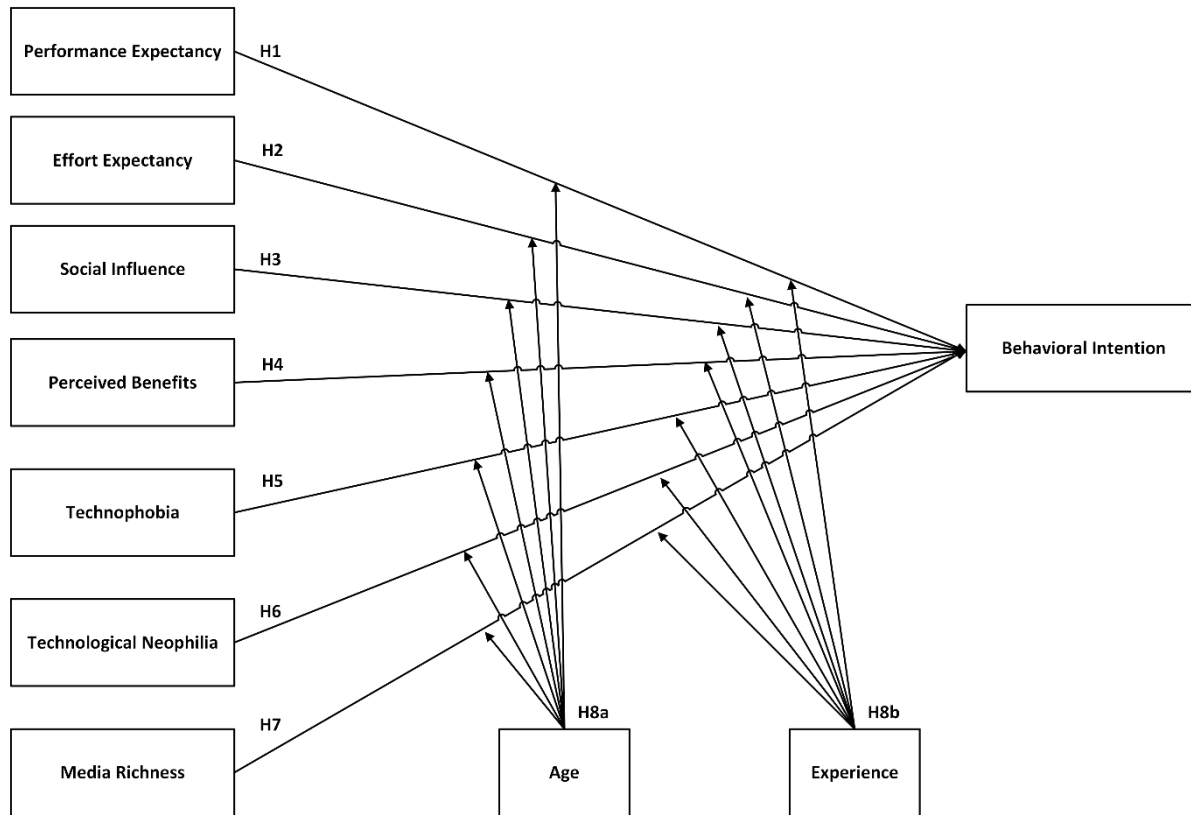 Performance Expectancy
H1
Effort Expectancy
H2
Social Influence
H3
Perceived Benefits
H4
Behavioral Intention
Technophobia
H5
Technological Neophilia
H6
Media Richness
H7
H8a
Age
H8b
Experience